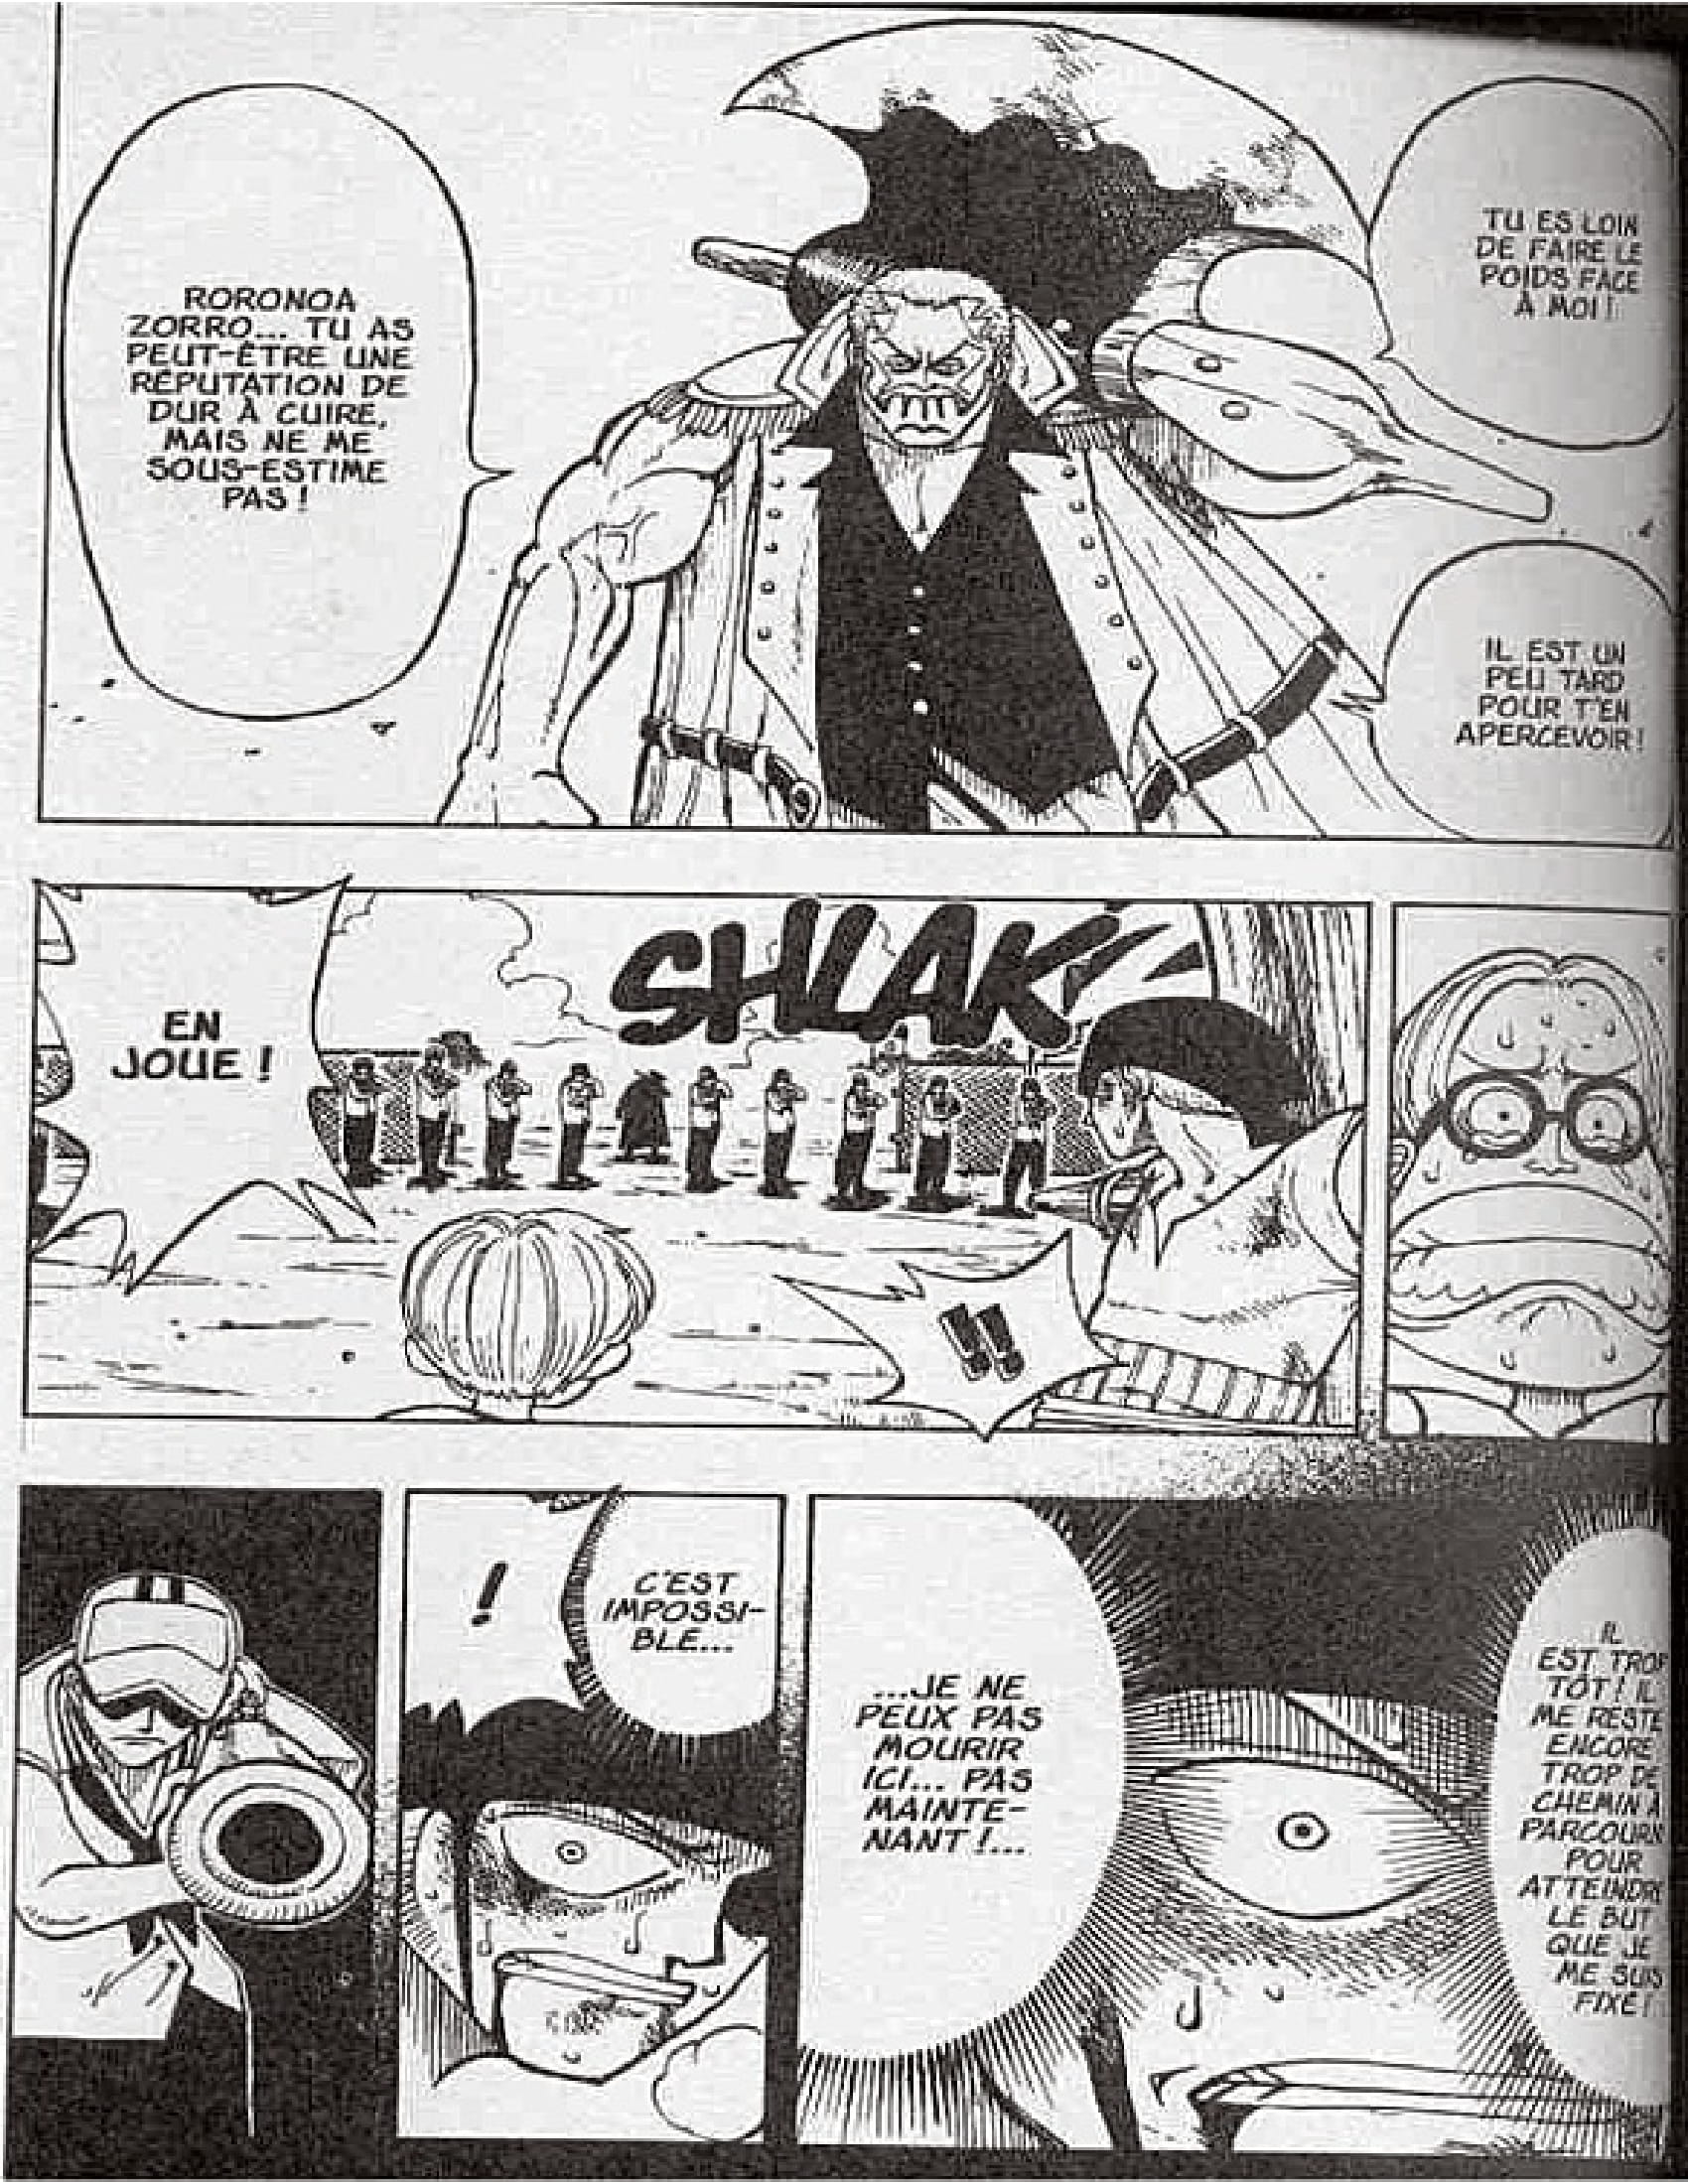 TU ES LOIN
DE FAIRE LE
POIDS FACE
À MOI !
IL EST UN
PEU TARD
POUR T'EN
APERCEVOIR !
RORONOA
ZORRO... TU AS
PEUT-ÊTRE UNE
RÉPUTATION DE
DUR À CUIRE,
MAIS NE ME
SOUS-ESTIME
PAS !
SHLAK
!!
EN
JOUE !
IL
EST TROP
TÔT ! IL
ME RESTE
ENCORE
TROP DE
CHEMIN À
PARCOURIR
POUR
ATTEINDRE
LE BUT
QUE JE
ME SUIS
FIXÉ !
...JE NE
PEUX PAS
MOURIR
ICI... PAS
MAINTE-
NANT !...
C'EST
IMPOSSI-
BLE...
!